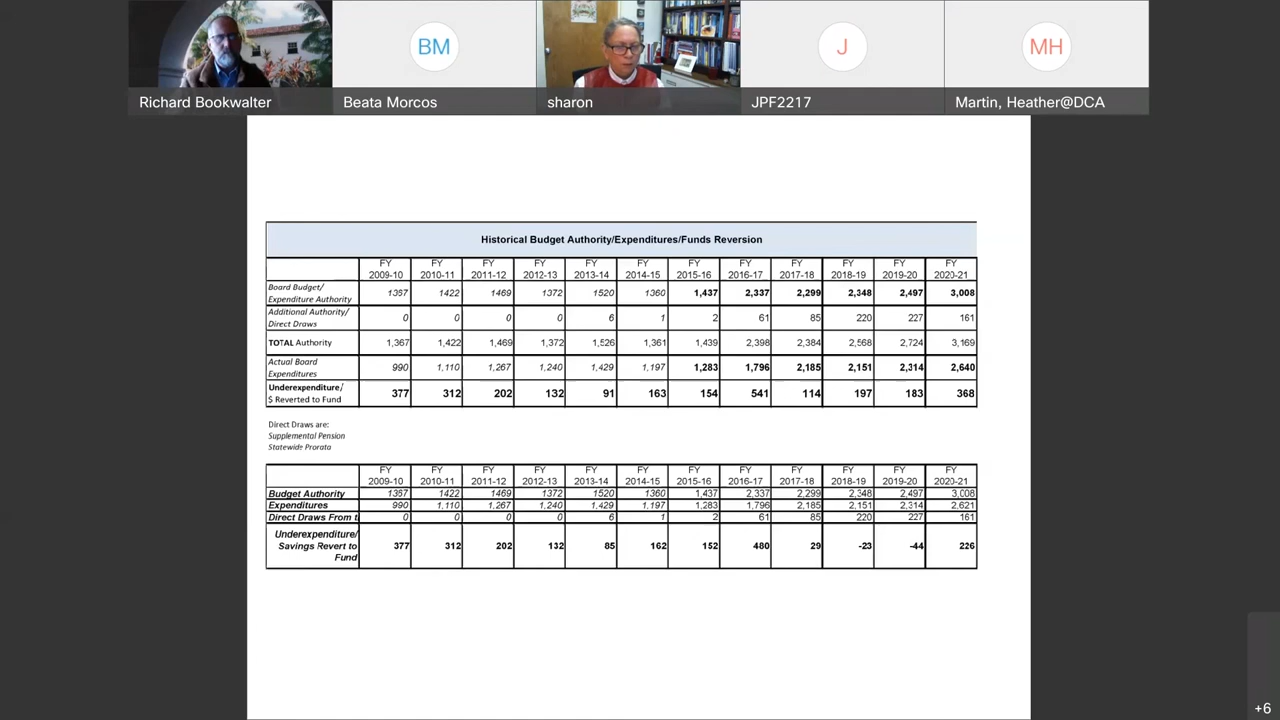 BM
J
MH
Richard Bookwalter
Beata Morcos
sharon
JPF2217
Martin, Heather@DCA
Historical Budget Authority/Expenditures/Funds Reversion
FY 2009-10 FY 2010-11 FY 2011-12 FY 2012-13 FY 2013-14 FY 2014-15 FY 2015-16 FY 2016-17 FY 2017-18 FY 2018-19 FY 2019-20 FY 2020-21
Board Budget/ Expenditure Authority 1367 1422 1469 1372 1520 1360 1,437 2,337 2,299 2,348 2,497 3,008
Additional Authority/ Direct Draws 0 0 0 0 6 1 2 61 85 220 227 161
TOTAL Authority 1,367 1,422 1,469 1,372 1,526 1,361 1,439 2,398 2,384 2,568 2,724 3,169
Actual Board Expenditures 990 1,110 1,267 1,240 1,429 1,197 1,283 1,796 2,185 2,151 2,314 2,640
Underexpenditure/ $ Reverted to Fund 377 312 202 132 91 163 154 541 114 197 183 368
Direct Draws are:
Supplemental Pension
Statewide Prorata
FY 2009-10 FY 2010-11 FY 2011-12 FY 2012-13 FY 2013-14 FY 2014-15 FY 2015-16 FY 2016-17 FY 2017-18 FY 2018-19 FY 2019-20 FY 2020-21
Budget Authority 1367 1422 1469 1372 1520 1360 1,437 2,337 2,299 2,348 2,497 3,008
Expenditures 990 1,110 1,267 1,240 1,429 1,197 1,283 1,796 2,185 2,151 2,314 2,621
Direct Draws From t 0 0 0 0 6 1 2 61 85 220 227 161
Underexpenditure/ Savings Revert to Fund 377 312 202 132 85 162 152 480 29 -23 -44 226
+6